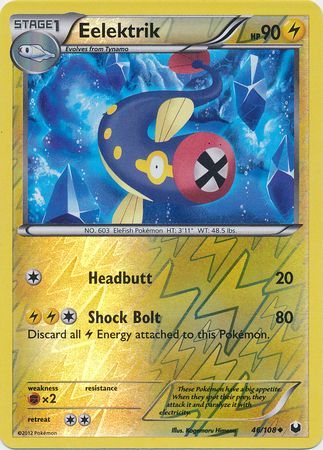 STAGE1
Eelektrik
HP 90
Evolves from Tynamo
NO. 603 EleFish Pokémon HT: 3'11" WT: 48.5 lbs.
Headbutt 20
Shock Bolt 80
Discard all Energy attached to this Pokémon.
weakness resistance
×2
retreat
These Pokémon have a big appetite.
When they spot their prey, they
attack it and paralyze it with
electricity.
©2012 Pokémon
Illus. Kagemaru Himeno
46/108